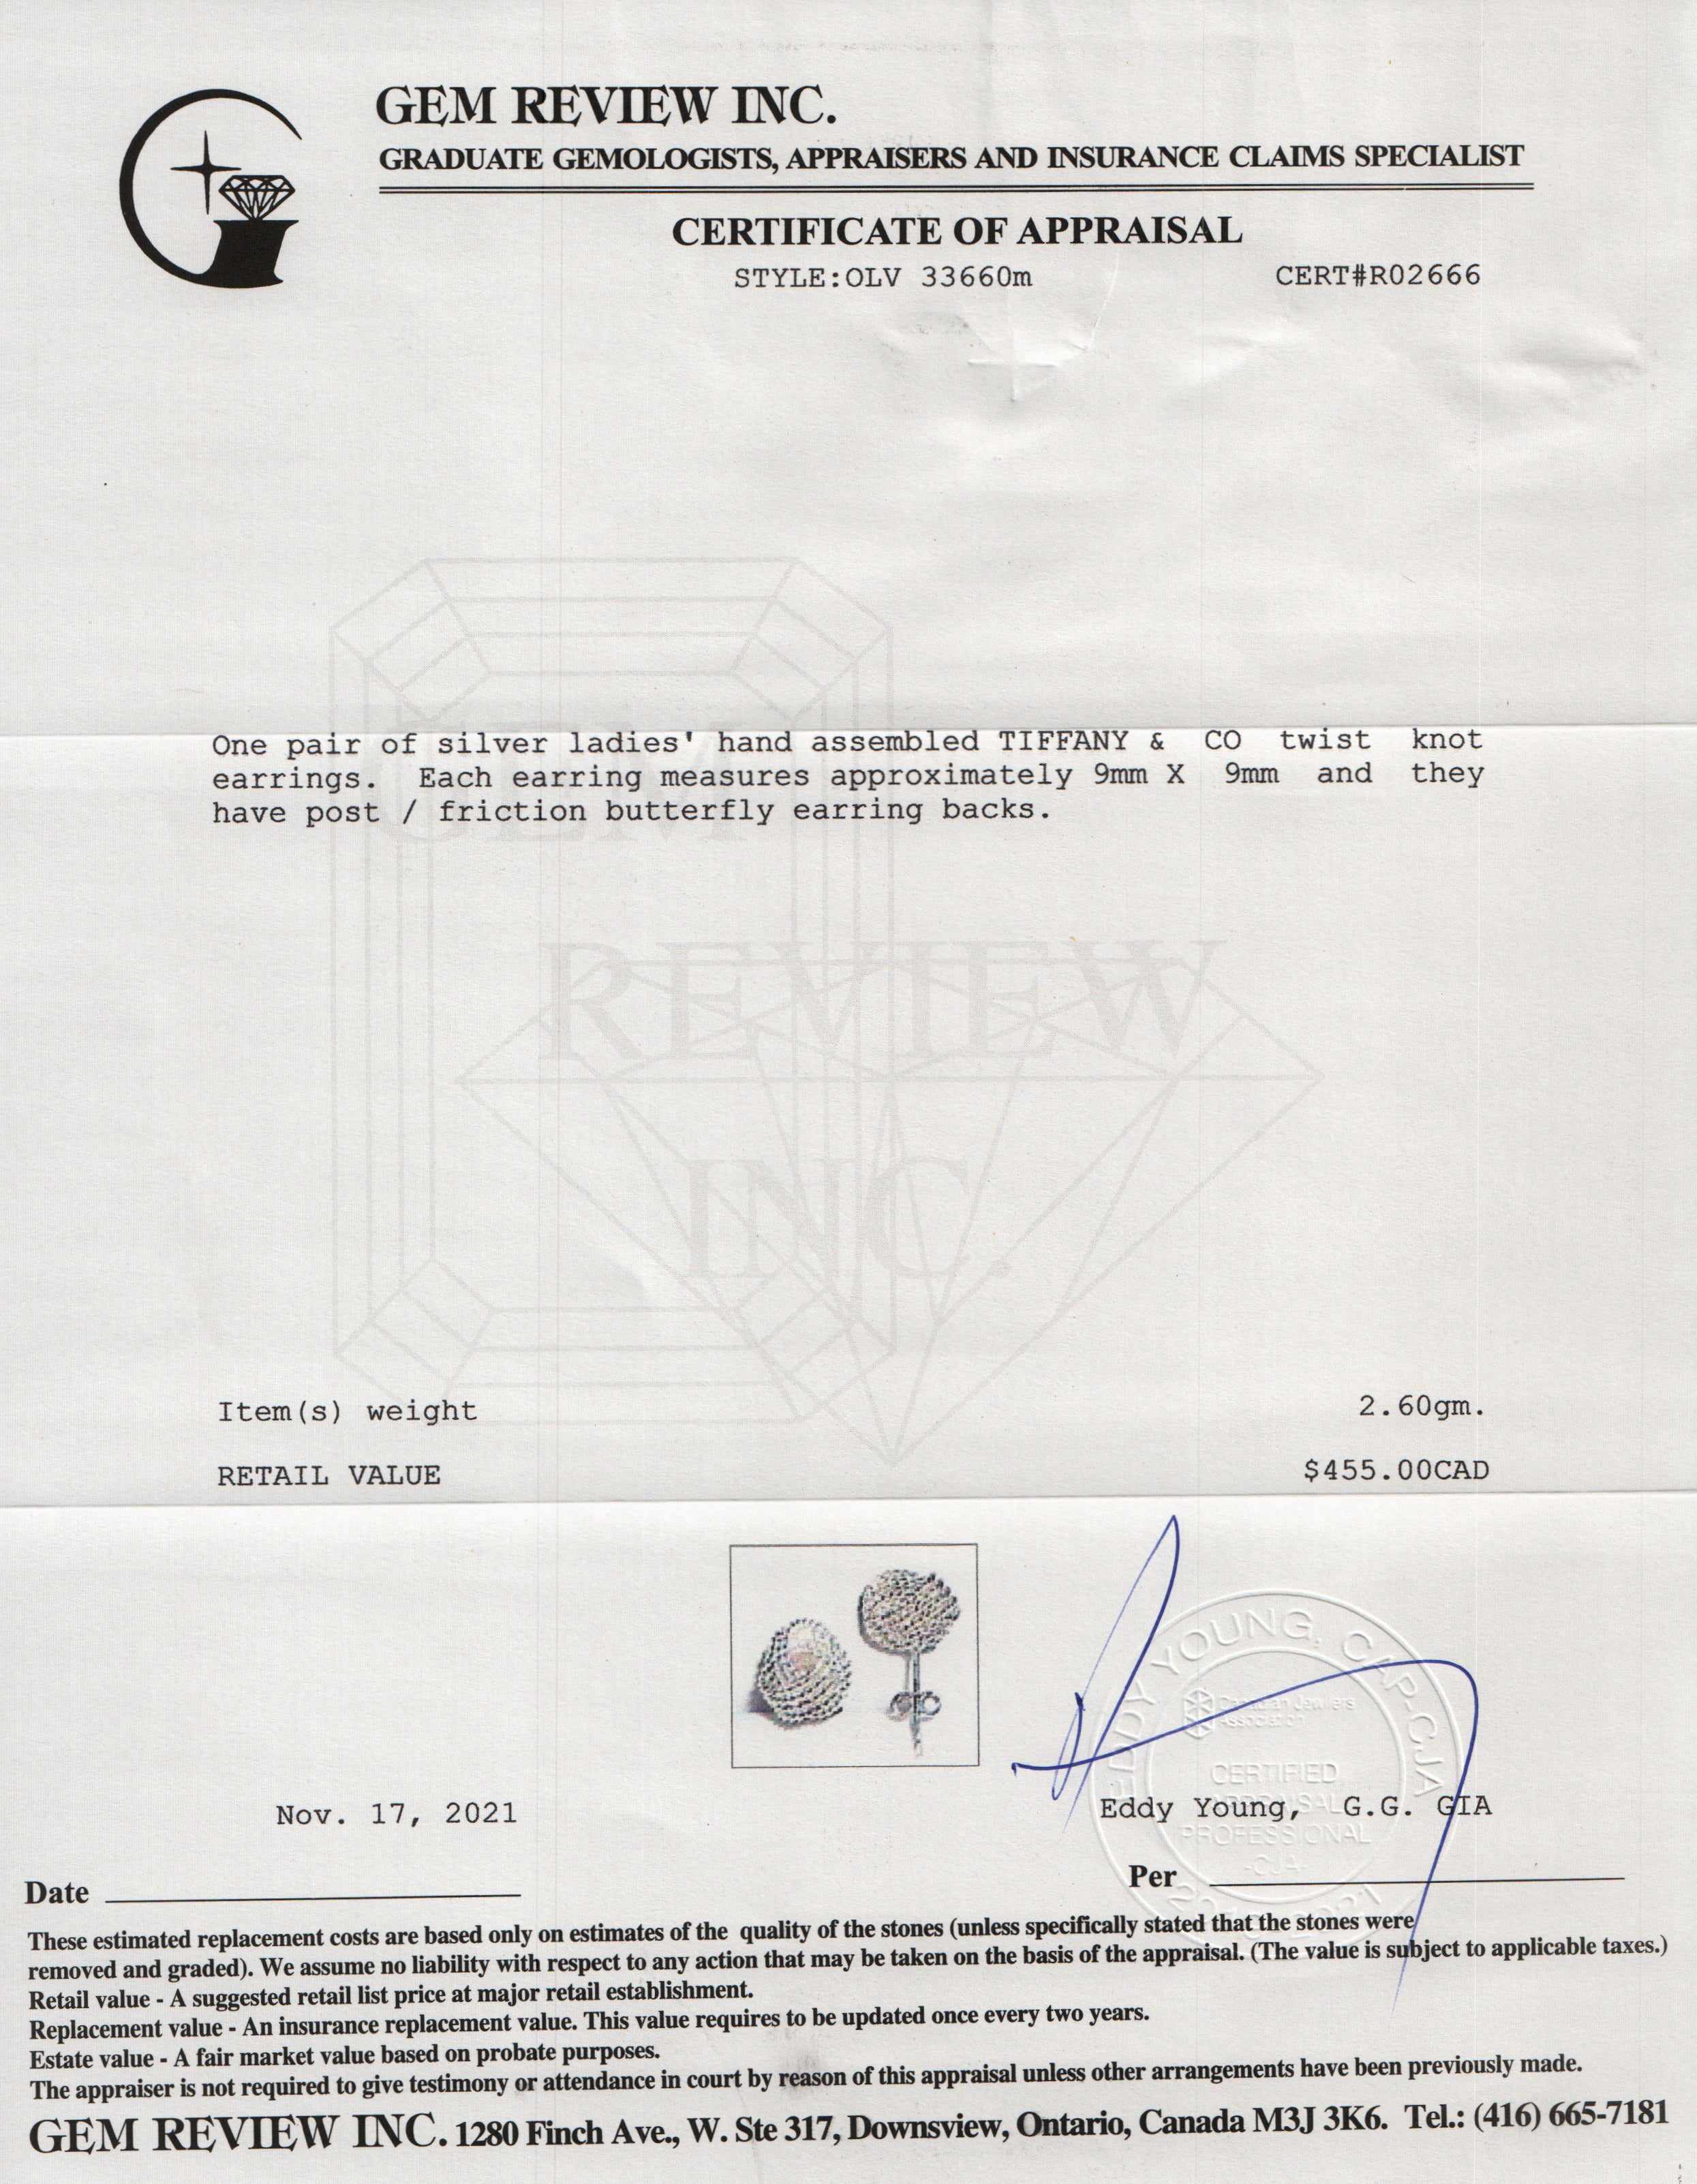 GEM REVIEW INC.
GRADUATE GEMOLOGISTS, APPRAISERS AND INSURANCE CLAIMS SPECIALIST
CERTIFICATE OF APPRAISAL
STYLE:OLV 33660m CERT#R02666
One pair of silver ladies' hand assembled TIFFANY & CO twist knot
earrings. Each earring measures approximately 9mm X 9mm and they
have post / friction butterfly earring backs.
GEM
REVIEW
INC.
Item(s) weight 2.60gm.
RETAIL VALUE $455.00CAD
EDDY YOUNG, CAP-CJA
Canadian Jewellers
Association
CERTIFIED
APPRAISAL
PROFESSIONAL
-CJA-
Nov. 17, 2021 Eddy Young, G.G. GIA
Date Per
These estimated replacement costs are based only on estimates of the quality of the stones (unless specifically stated that the stones were
removed and graded). We assume no liability with respect to any action that may be taken on the basis of the appraisal. (The value is subject to applicable taxes.)
Retail value - A suggested retail list price at major retail establishment.
Replacement value - An insurance replacement value. This value requires to be updated once every two years.
Estate value - A fair market value based on probate purposes.
The appraiser is not required to give testimony or attendance in court by reason of this appraisal unless other arrangements have been previously made.
GEM REVIEW INC. 1280 Finch Ave., W. Ste 317, Downsview, Ontario, Canada M3J 3K6. Tel.: (416) 665-7181